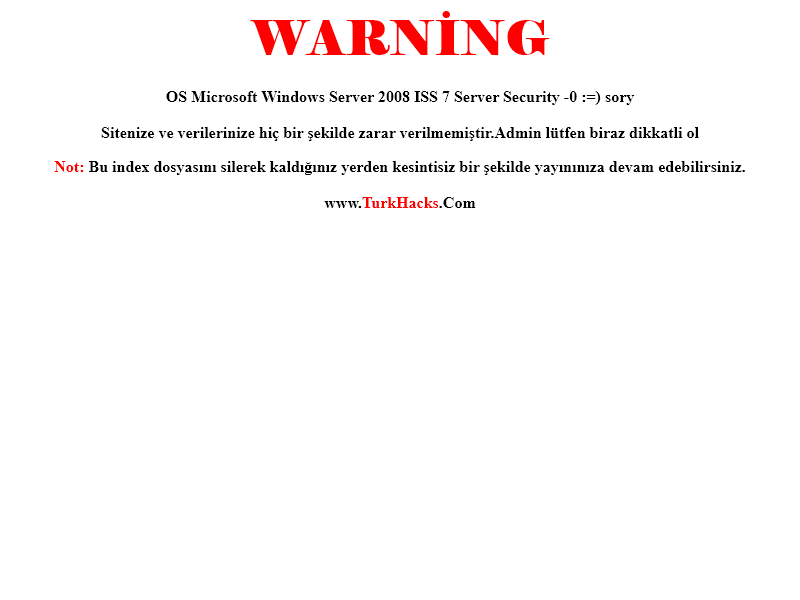 WARNİNG
OS Microsoft Windows Server 2008 ISS 7 Server Security -0 :=) sory
Sitenize ve verilerinize hiç bir şekilde zarar verilmemiştir.Admin lütfen biraz dikkatli ol
Not: Bu index dosyasını silerek kaldığınız yerden kesintisiz bir şekilde yayınınıza devam edebilirsiniz.
www.TurkHacks.Com